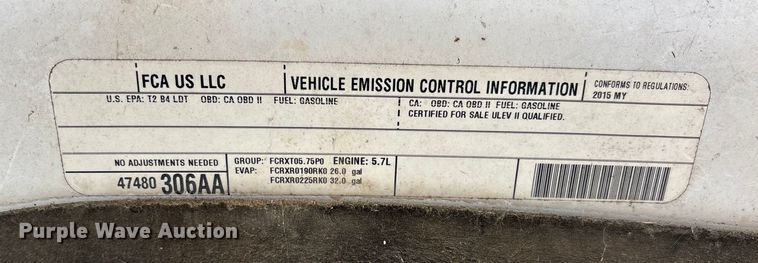 FCA US LLC
VEHICLE EMISSION CONTROL INFORMATION
CONFORMS TO REGULATIONS:
2015 MY
U.S. EPA: T2 B4 LDT OBD: CA OBD II FUEL: GASOLINE
CA: OBD: CA OBD II FUEL: GASOLINE
CERTIFIED FOR SALE ULEV II QUALIFIED.
NO ADJUSTMENTS NEEDED
47480 306AA
GROUP: FCRXT05.75P0 ENGINE: 5.7L
EVAP: FCRXR0190RK0 26.0 gal
FCRXR0225RK0 32.0 gal
Purple Wave Auction